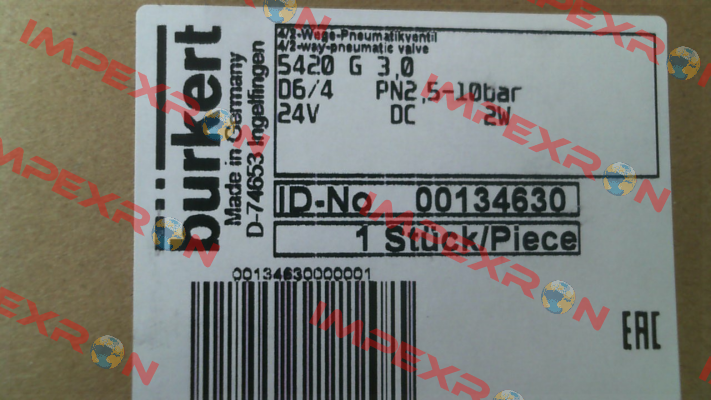 bürkert
Made in Germany
D-74653 Ingelfingen
4/2-Wege-Pneumatikventil
4/2-way-pneumatic valve
5420 G 3,0
D6/4 PN2,5-10bar
24V DC 2W
ID-No 00134630
1 Stück/Piece
00134630000001
EAC
IMPEXRON
IMPEXRON
IMPEXRON
IMPEXRON
IMPEXRON
IMPEXRON